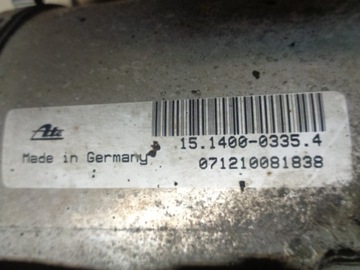 Ate
15.1400-0335.4
Made in Germany
071210081838